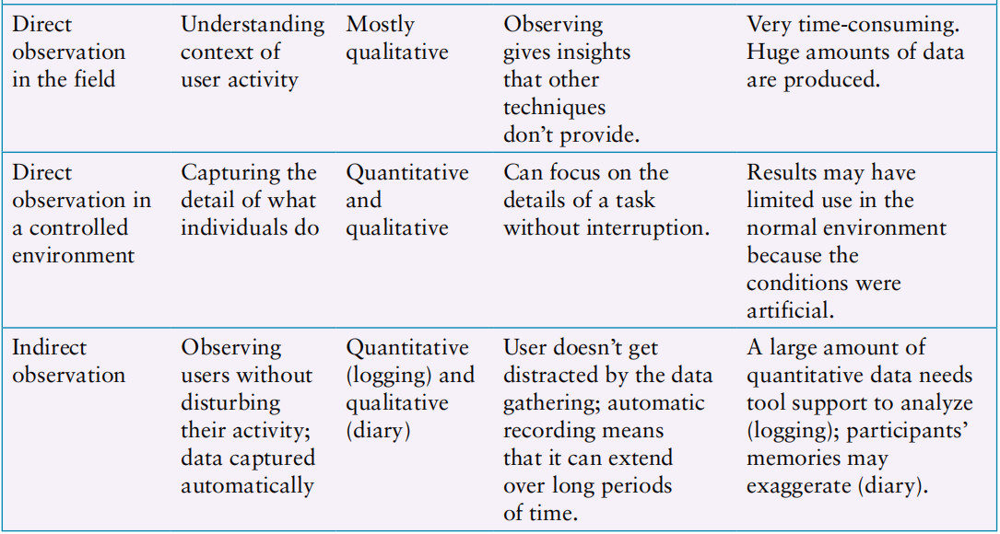 Direct
observation
in the field
Understanding
context of
user activity
Mostly
qualitative
Observing
gives insights
that other
techniques
don’t provide.
Very time-consuming.
Huge amounts of data
are produced.
Direct
observation in
a controlled
environment
Capturing the
detail of what
individuals do
Quantitative
and
qualitative
Can focus on the
details of a task
without interruption.
Results may have
limited use in the
normal environment
because the
conditions were
artificial.
Indirect
observation
Observing
users without
disturbing
their activity;
data captured
automatically
Quantitative
(logging) and
qualitative
(diary)
User doesn’t get
distracted by the data
gathering; automatic
recording means
that it can extend
over long periods
of time.
A large amount of
quantitative data needs
tool support to analyze
(logging); participants’
memories may
exaggerate (diary).